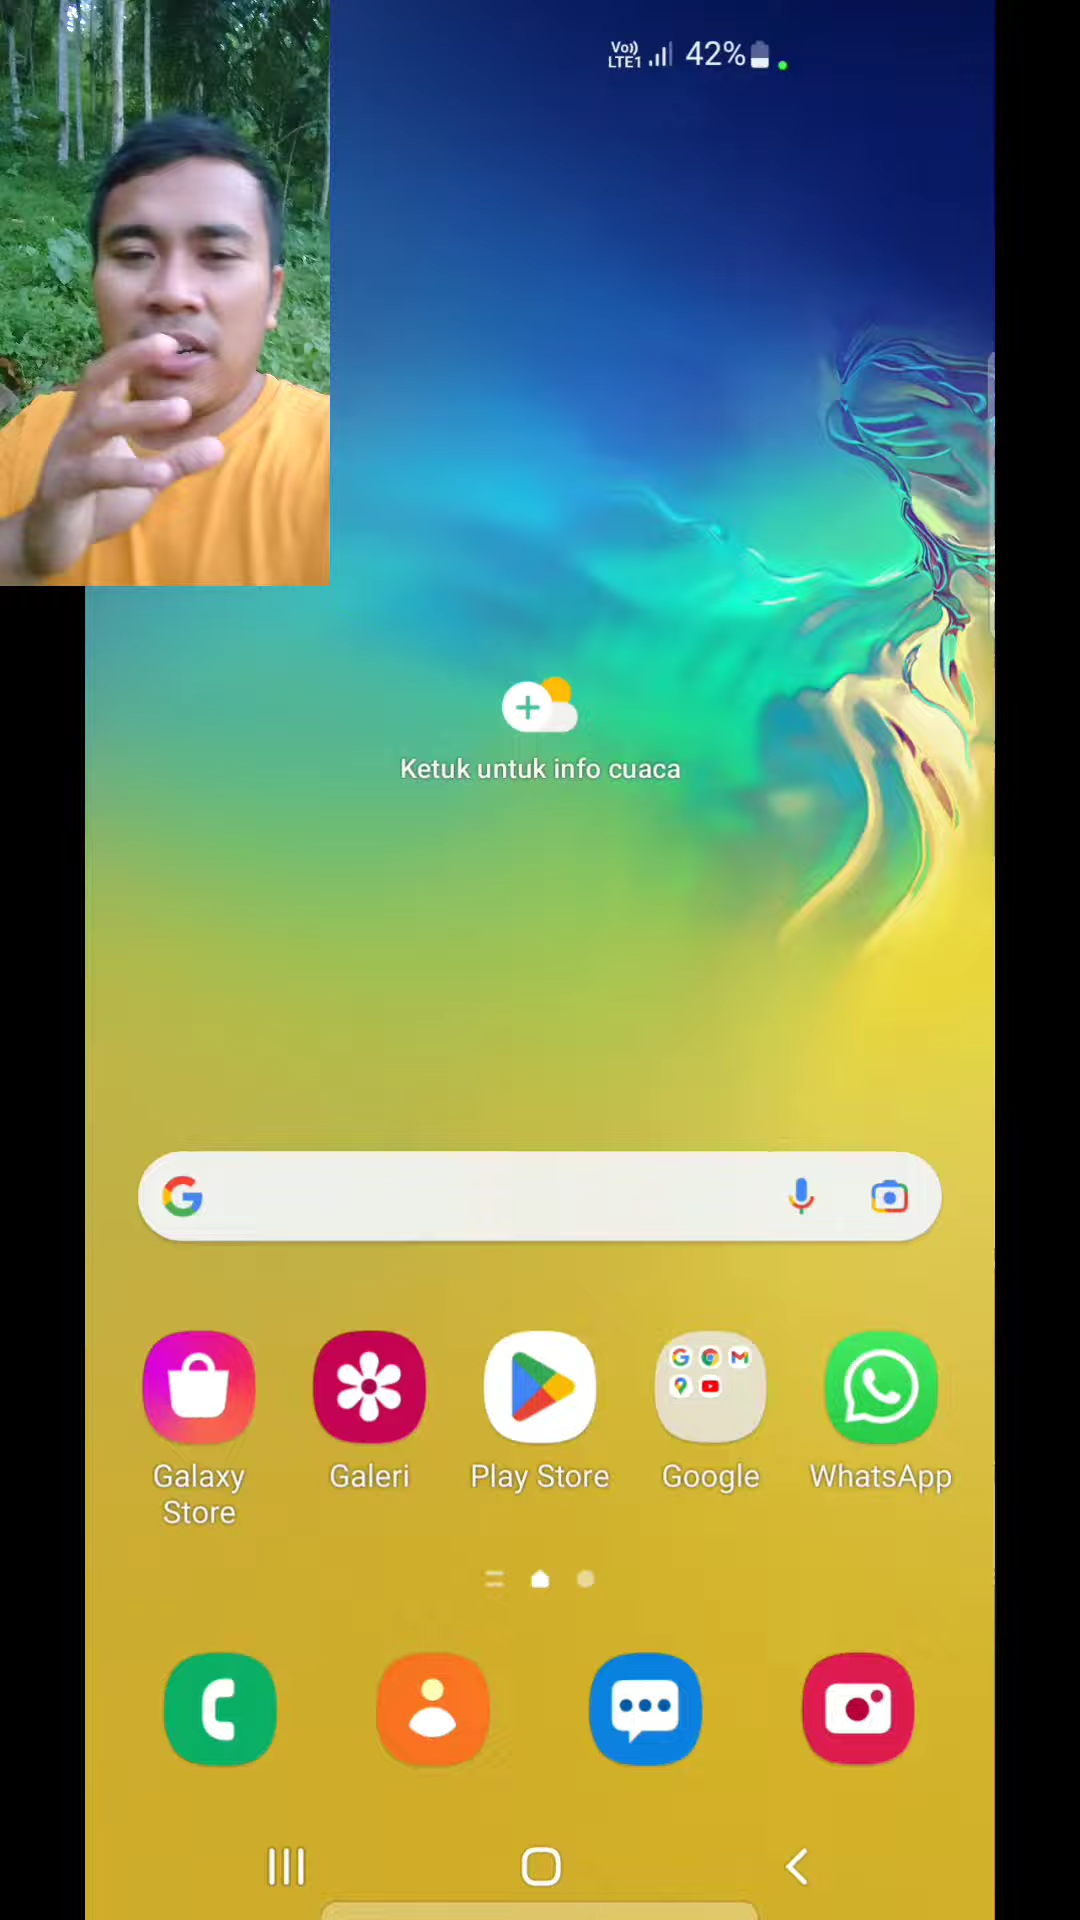 Vo)) LTE1 42%
Ketuk untuk info cuaca
Galaxy Store
Galeri
Play Store
Google
WhatsApp